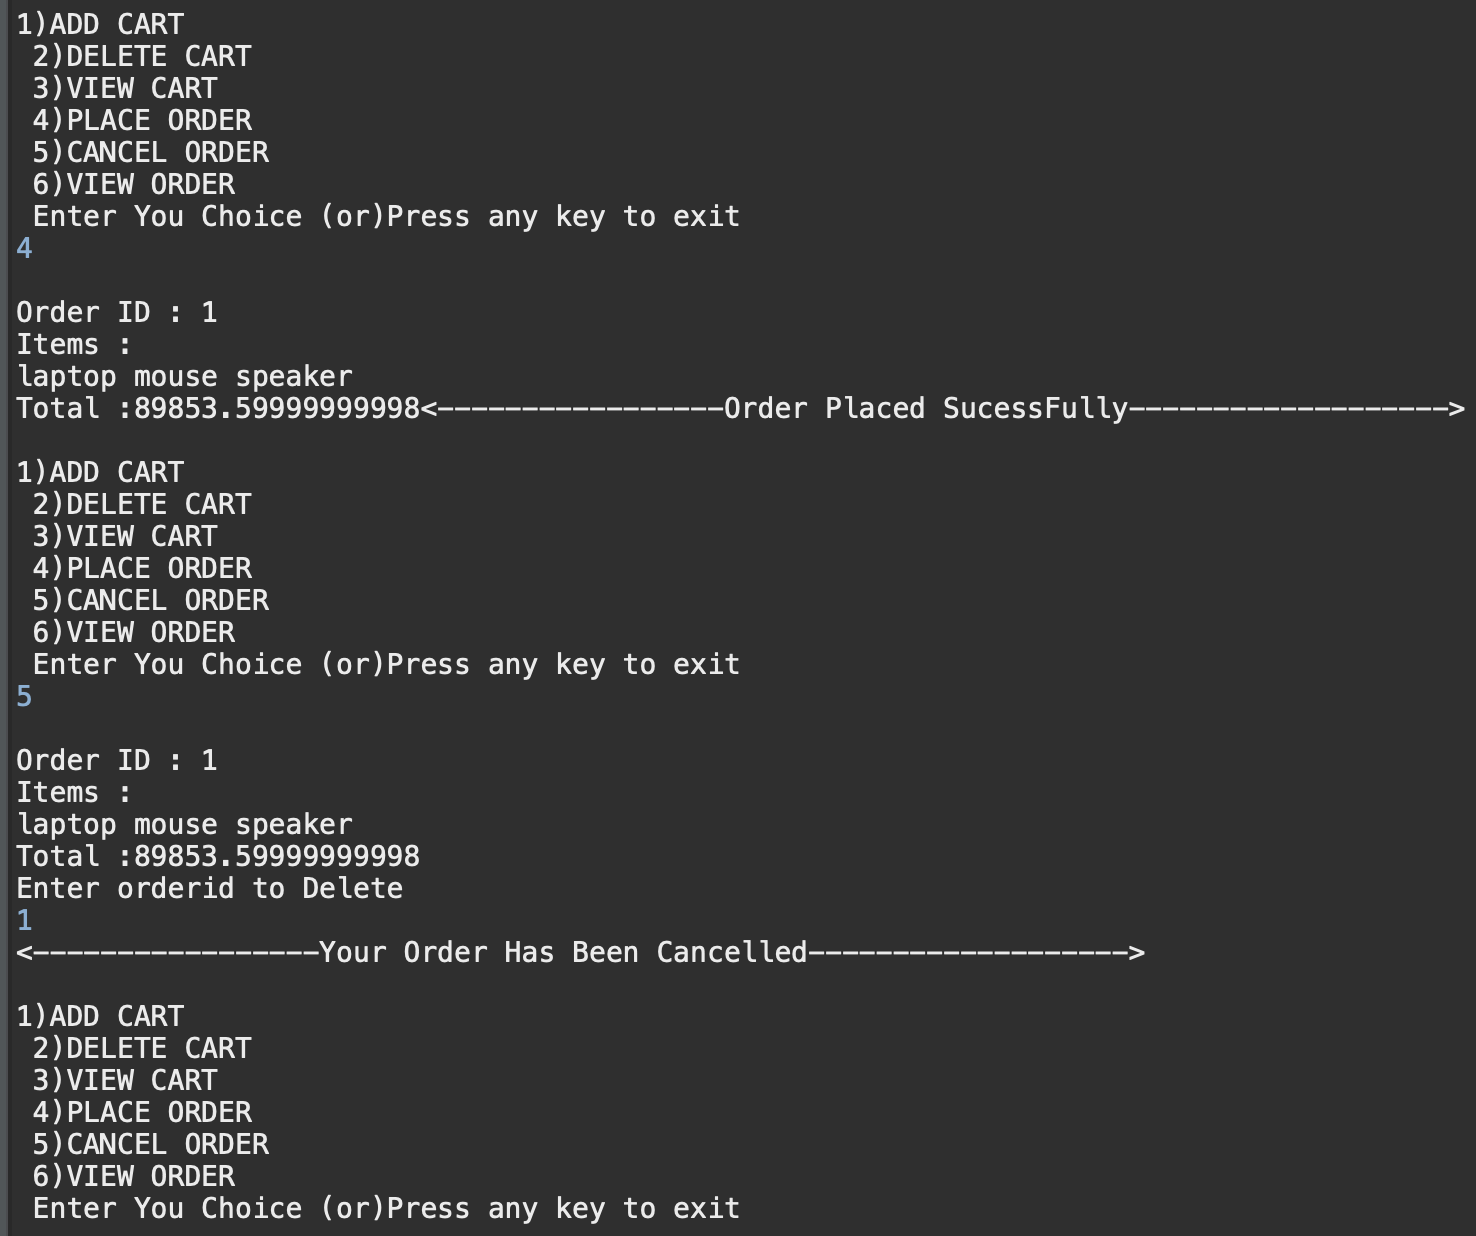 1)ADD CART
2)DELETE CART
3)VIEW CART
4)PLACE ORDER
5)CANCEL ORDER
6)VIEW ORDER
Enter You Choice (or)Press any key to exit
4
Order ID : 1
Items :
laptop mouse speaker
Total :89853.59999999998<-----------------Order Placed SucessFully------------------->
1)ADD CART
2)DELETE CART
3)VIEW CART
4)PLACE ORDER
5)CANCEL ORDER
6)VIEW ORDER
Enter You Choice (or)Press any key to exit
5
Order ID : 1
Items :
laptop mouse speaker
Total :89853.59999999998
Enter orderid to Delete
1
<-----------------Your Order Has Been Cancelled------------------->
1)ADD CART
2)DELETE CART
3)VIEW CART
4)PLACE ORDER
5)CANCEL ORDER
6)VIEW ORDER
Enter You Choice (or)Press any key to exit